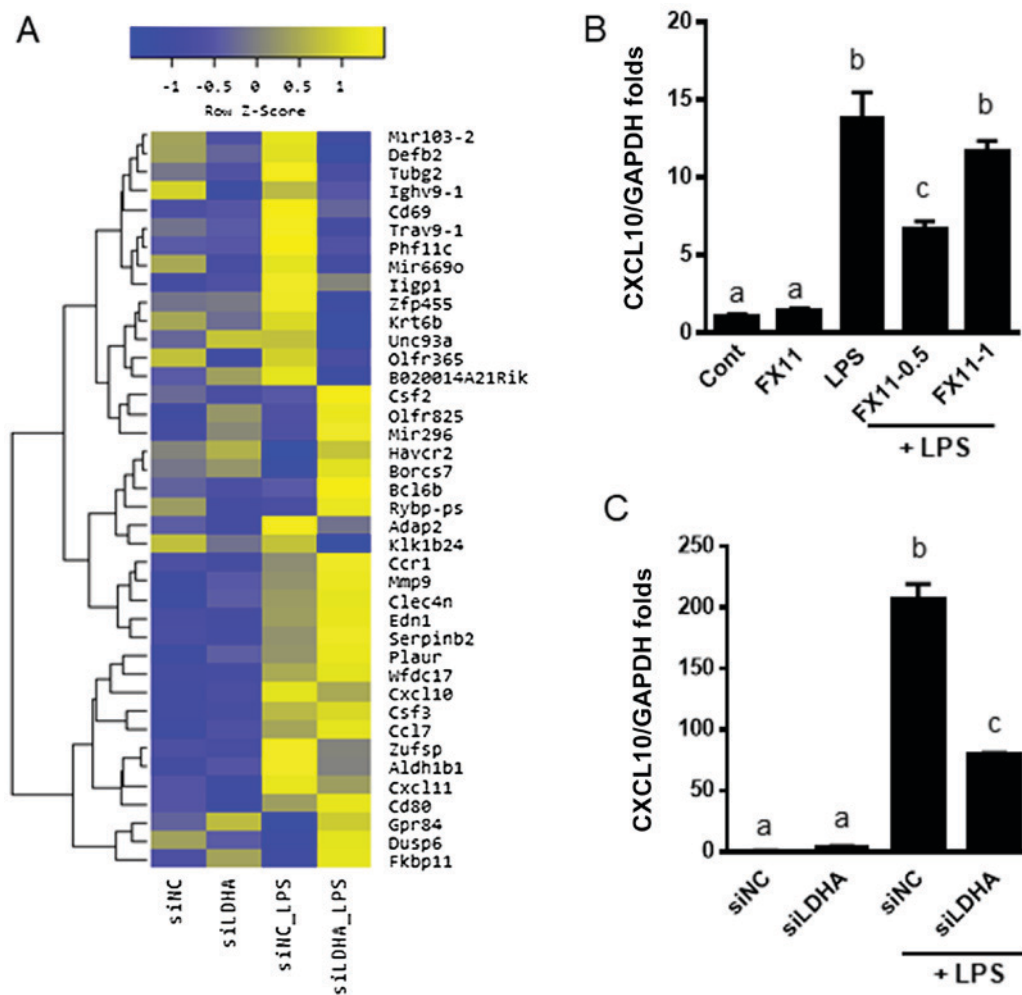 A
-1 -0.5 0 0.5 1
Row Z-Score
Mir103-2
Defb2
Tubg2
Ighv9-1
Cd69
Trav9-1
Phf11c
Mir669o
Iigp1
Zfp455
Krt6b
Unc93a
Olfr365
B020014A21Rik
Csf2
Olfr825
Mir296
Havcr2
Borcs7
Bcl6b
Rybp-ps
Adap2
Klk1b24
Ccr1
Mmp9
Clec4n
Edn1
Serpinb2
Plaur
Wfdc17
Cxcl10
Csf3
Ccl7
Zufsp
Aldh1b1
Cxcl11
Cd80
Gpr84
Dusp6
Fkbp11
siNC
siLDHA
siNC_LPS
siLDHA_LPS
B
CXCL10/GAPDH folds
20
15
10
5
0
a
a
b
c
b
Cont
FX11
LPS
FX11-0.5
FX11-1
+ LPS
C
CXCL10/GAPDH folds
250
200
150
100
50
0
a
a
b
c
siNC
siLDHA
siNC
siLDHA
+ LPS